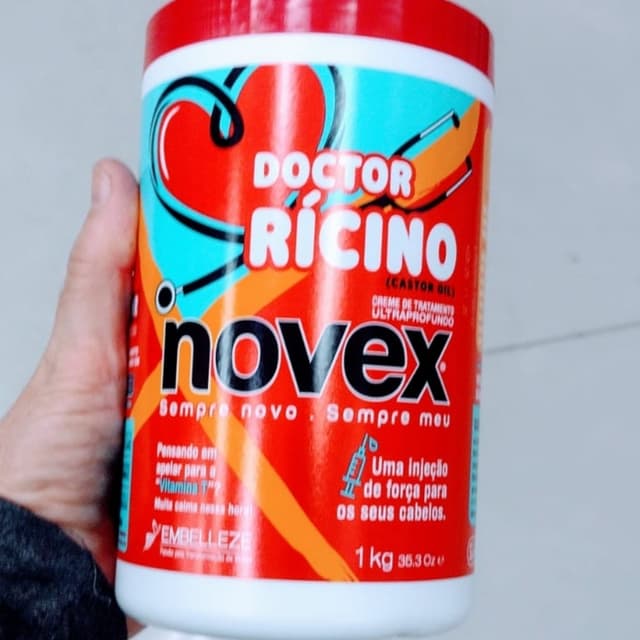 DOCTOR
RÍCINO
(CASTOR OIL)
CREME DE TRATAMENTO
ULTRAPROFUNDO
novex
Sempre novo . Sempre meu
Pensando em
apelar para a
"Vitamina T"?
Muita calma nessa hora!
Uma injeção
de força para
os seus cabelos.
EMBELLEZE
1 kg 35.3 Oz e